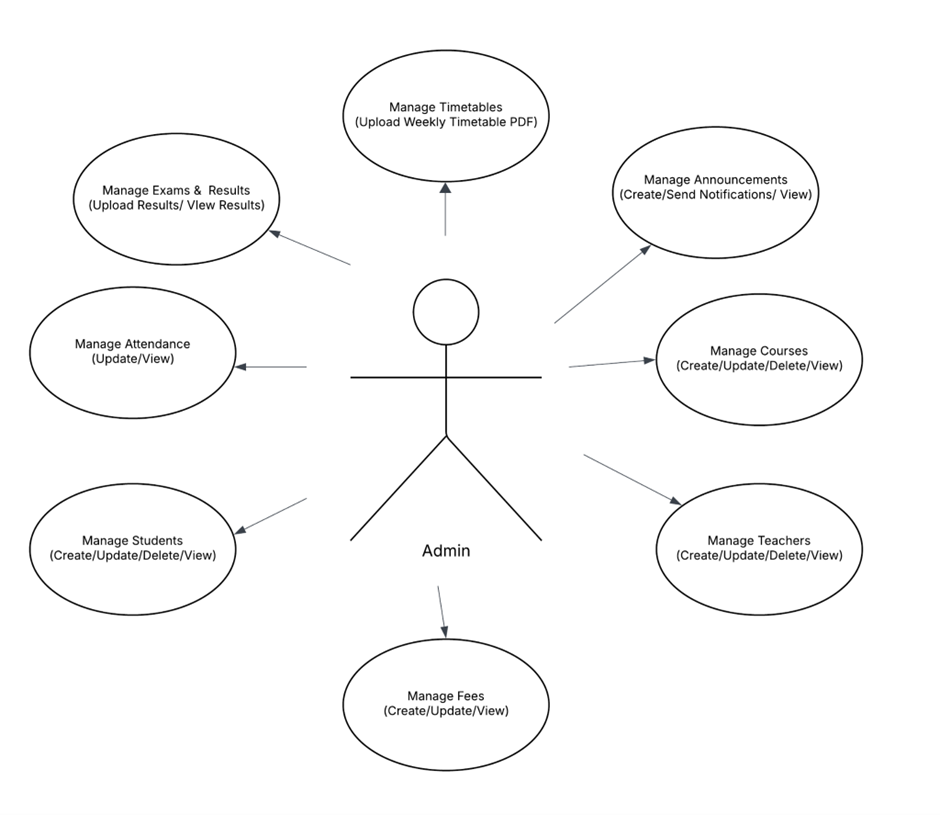 Manage Timetables
(Upload Weekly Timetable PDF)
Manage Exams & Results
(Upload Results/ VIew Results)
Manage Announcements
(Create/Send Notifications/ View)
Manage Attendance
(Update/View)
Manage Courses
(Create/Update/Delete/View)
Manage Students
(Create/Update/Delete/View)
Admin
Manage Teachers
(Create/Update/Delete/View)
Manage Fees
(Create/Update/View)